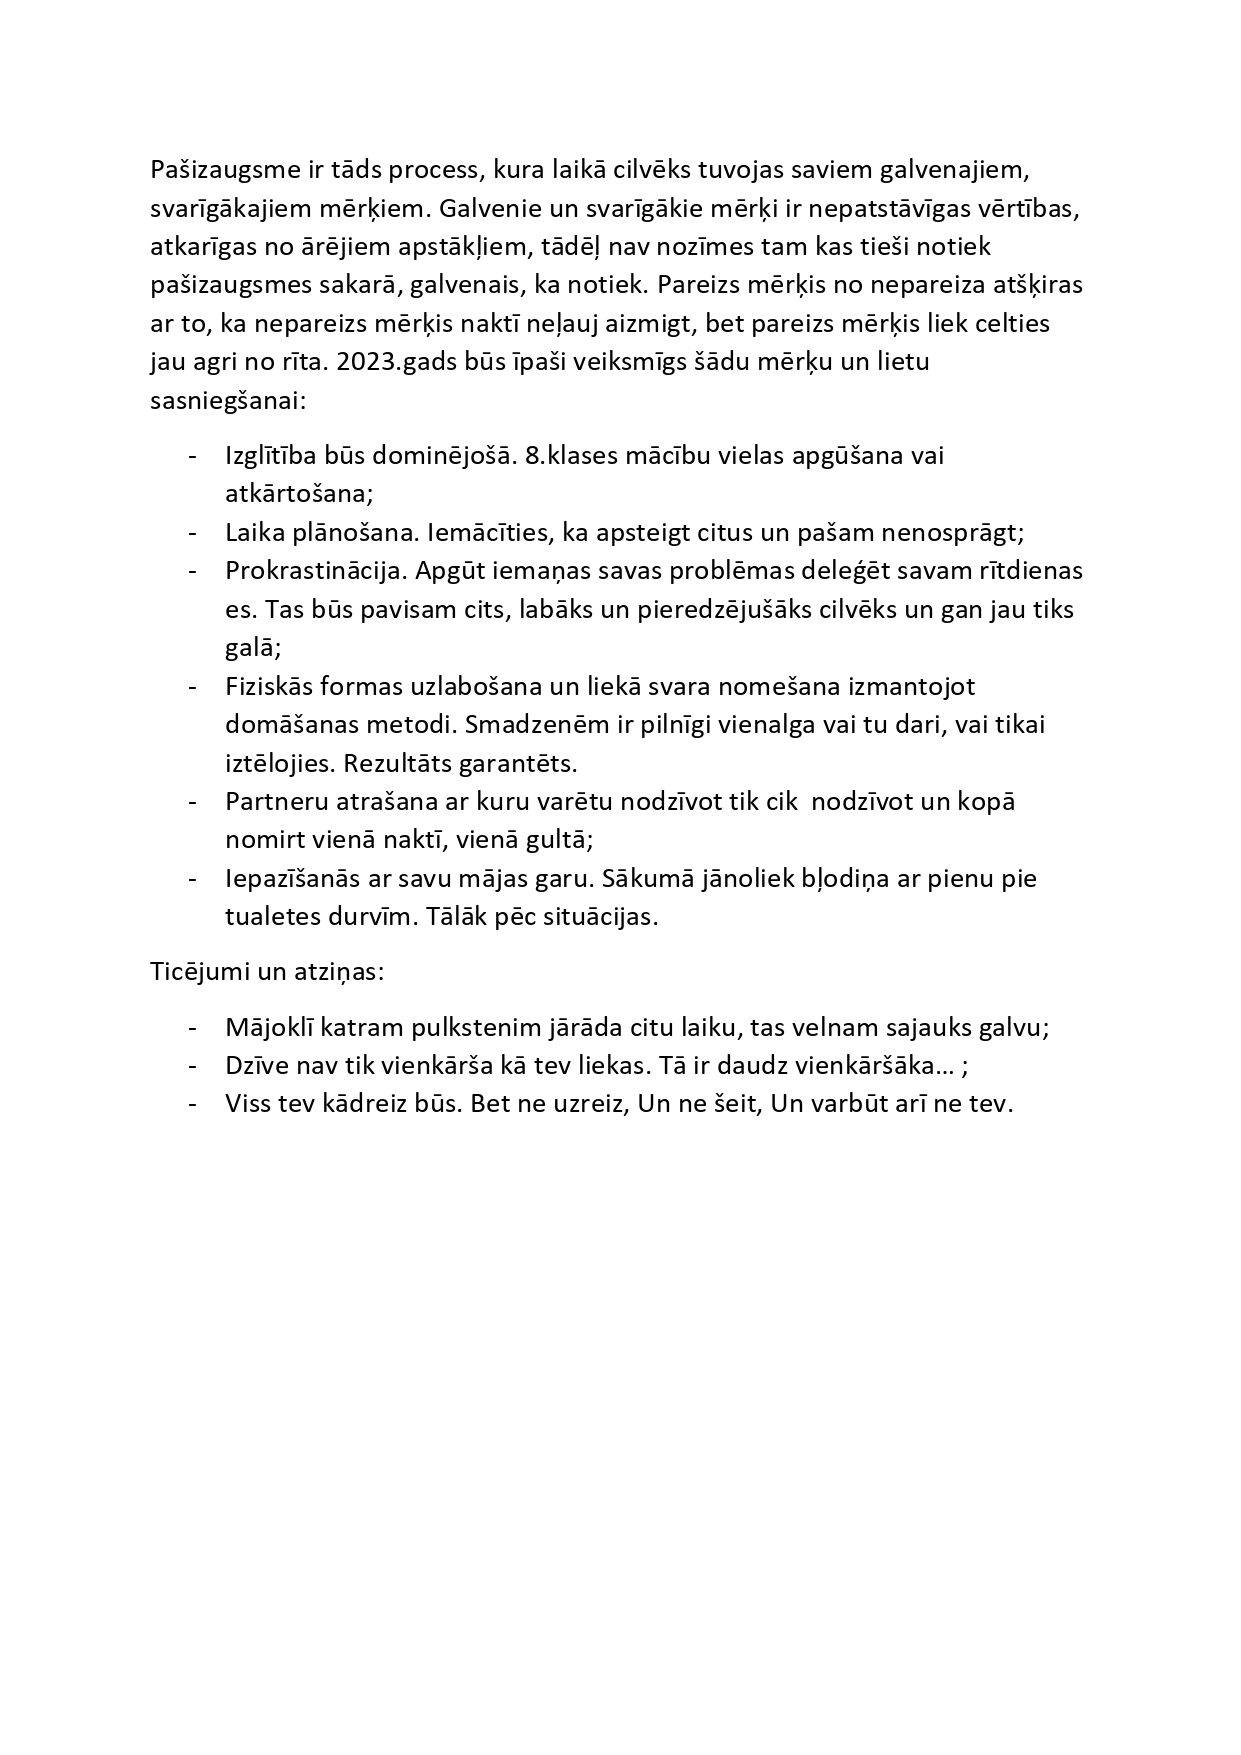 Pašizaugsme ir tāds process, kura laikā cilvēks tuvojas saviem galvenajiem,
svarīgākajiem mērķiem. Galvenie un svarīgākie mērķi ir nepatstāvīgas vērtības,
atkarīgas no ārējiem apstākļiem, tādēļ nav nozīmes tam kas tieši notiek
pašizaugsmes sakarā, galvenais, ka notiek. Pareizs mērķis no nepareiza atšķiras
ar to, ka nepareizs mērķis naktī neļauj aizmigt, bet pareizs mērķis liek celties
jau agri no rīta. 2023.gads būs īpaši veiksmīgs šādu mērķu un lietu
sasniegšanai:
- Izglītība būs dominējošā. 8.klases mācību vielas apgūšana vai
atkārtošana;
- Laika plānošana. Iemācīties, ka apsteigt citus un pašam nenosprāgt;
- Prokrastinācija. Apgūt iemaņas savas problēmas deleģēt savam rītdienas
es. Tas būs pavisam cits, labāks un pieredzējušāks cilvēks un gan jau tiks
galā;
- Fiziskās formas uzlabošana un liekā svara nomešana izmantojot
domāšanas metodi. Smadzenēm ir pilnīgi vienalga vai tu dari, vai tikai
iztēlojies. Rezultāts garantēts.
- Partneru atrašana ar kuru varētu nodzīvot tik cik  nodzīvot un kopā
nomirt vienā naktī, vienā gultā;
- Iepazīšanās ar savu mājas garu. Sākumā jānoliek bļodiņa ar pienu pie
tualetes durvīm. Tālāk pēc situācijas.
Ticējumi un atziņas:
- Mājoklī katram pulkstenim jārāda citu laiku, tas velnam sajauks galvu;
- Dzīve nav tik vienkārša kā tev liekas. Tā ir daudz vienkāršāka… ;
- Viss tev kādreiz būs. Bet ne uzreiz, Un ne šeit, Un varbūt arī ne tev.